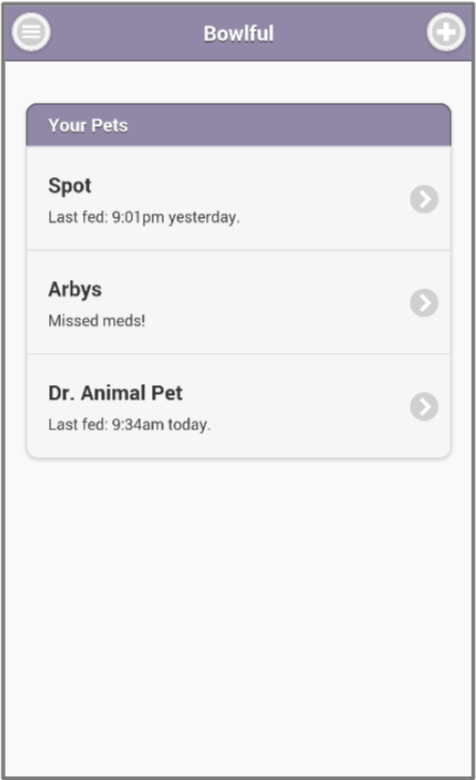 Bowlful
Your Pets
Spot
Last fed: 9:01pm yesterday.
Arbys
Missed meds!
Dr. Animal Pet
Last fed: 9:34am today.